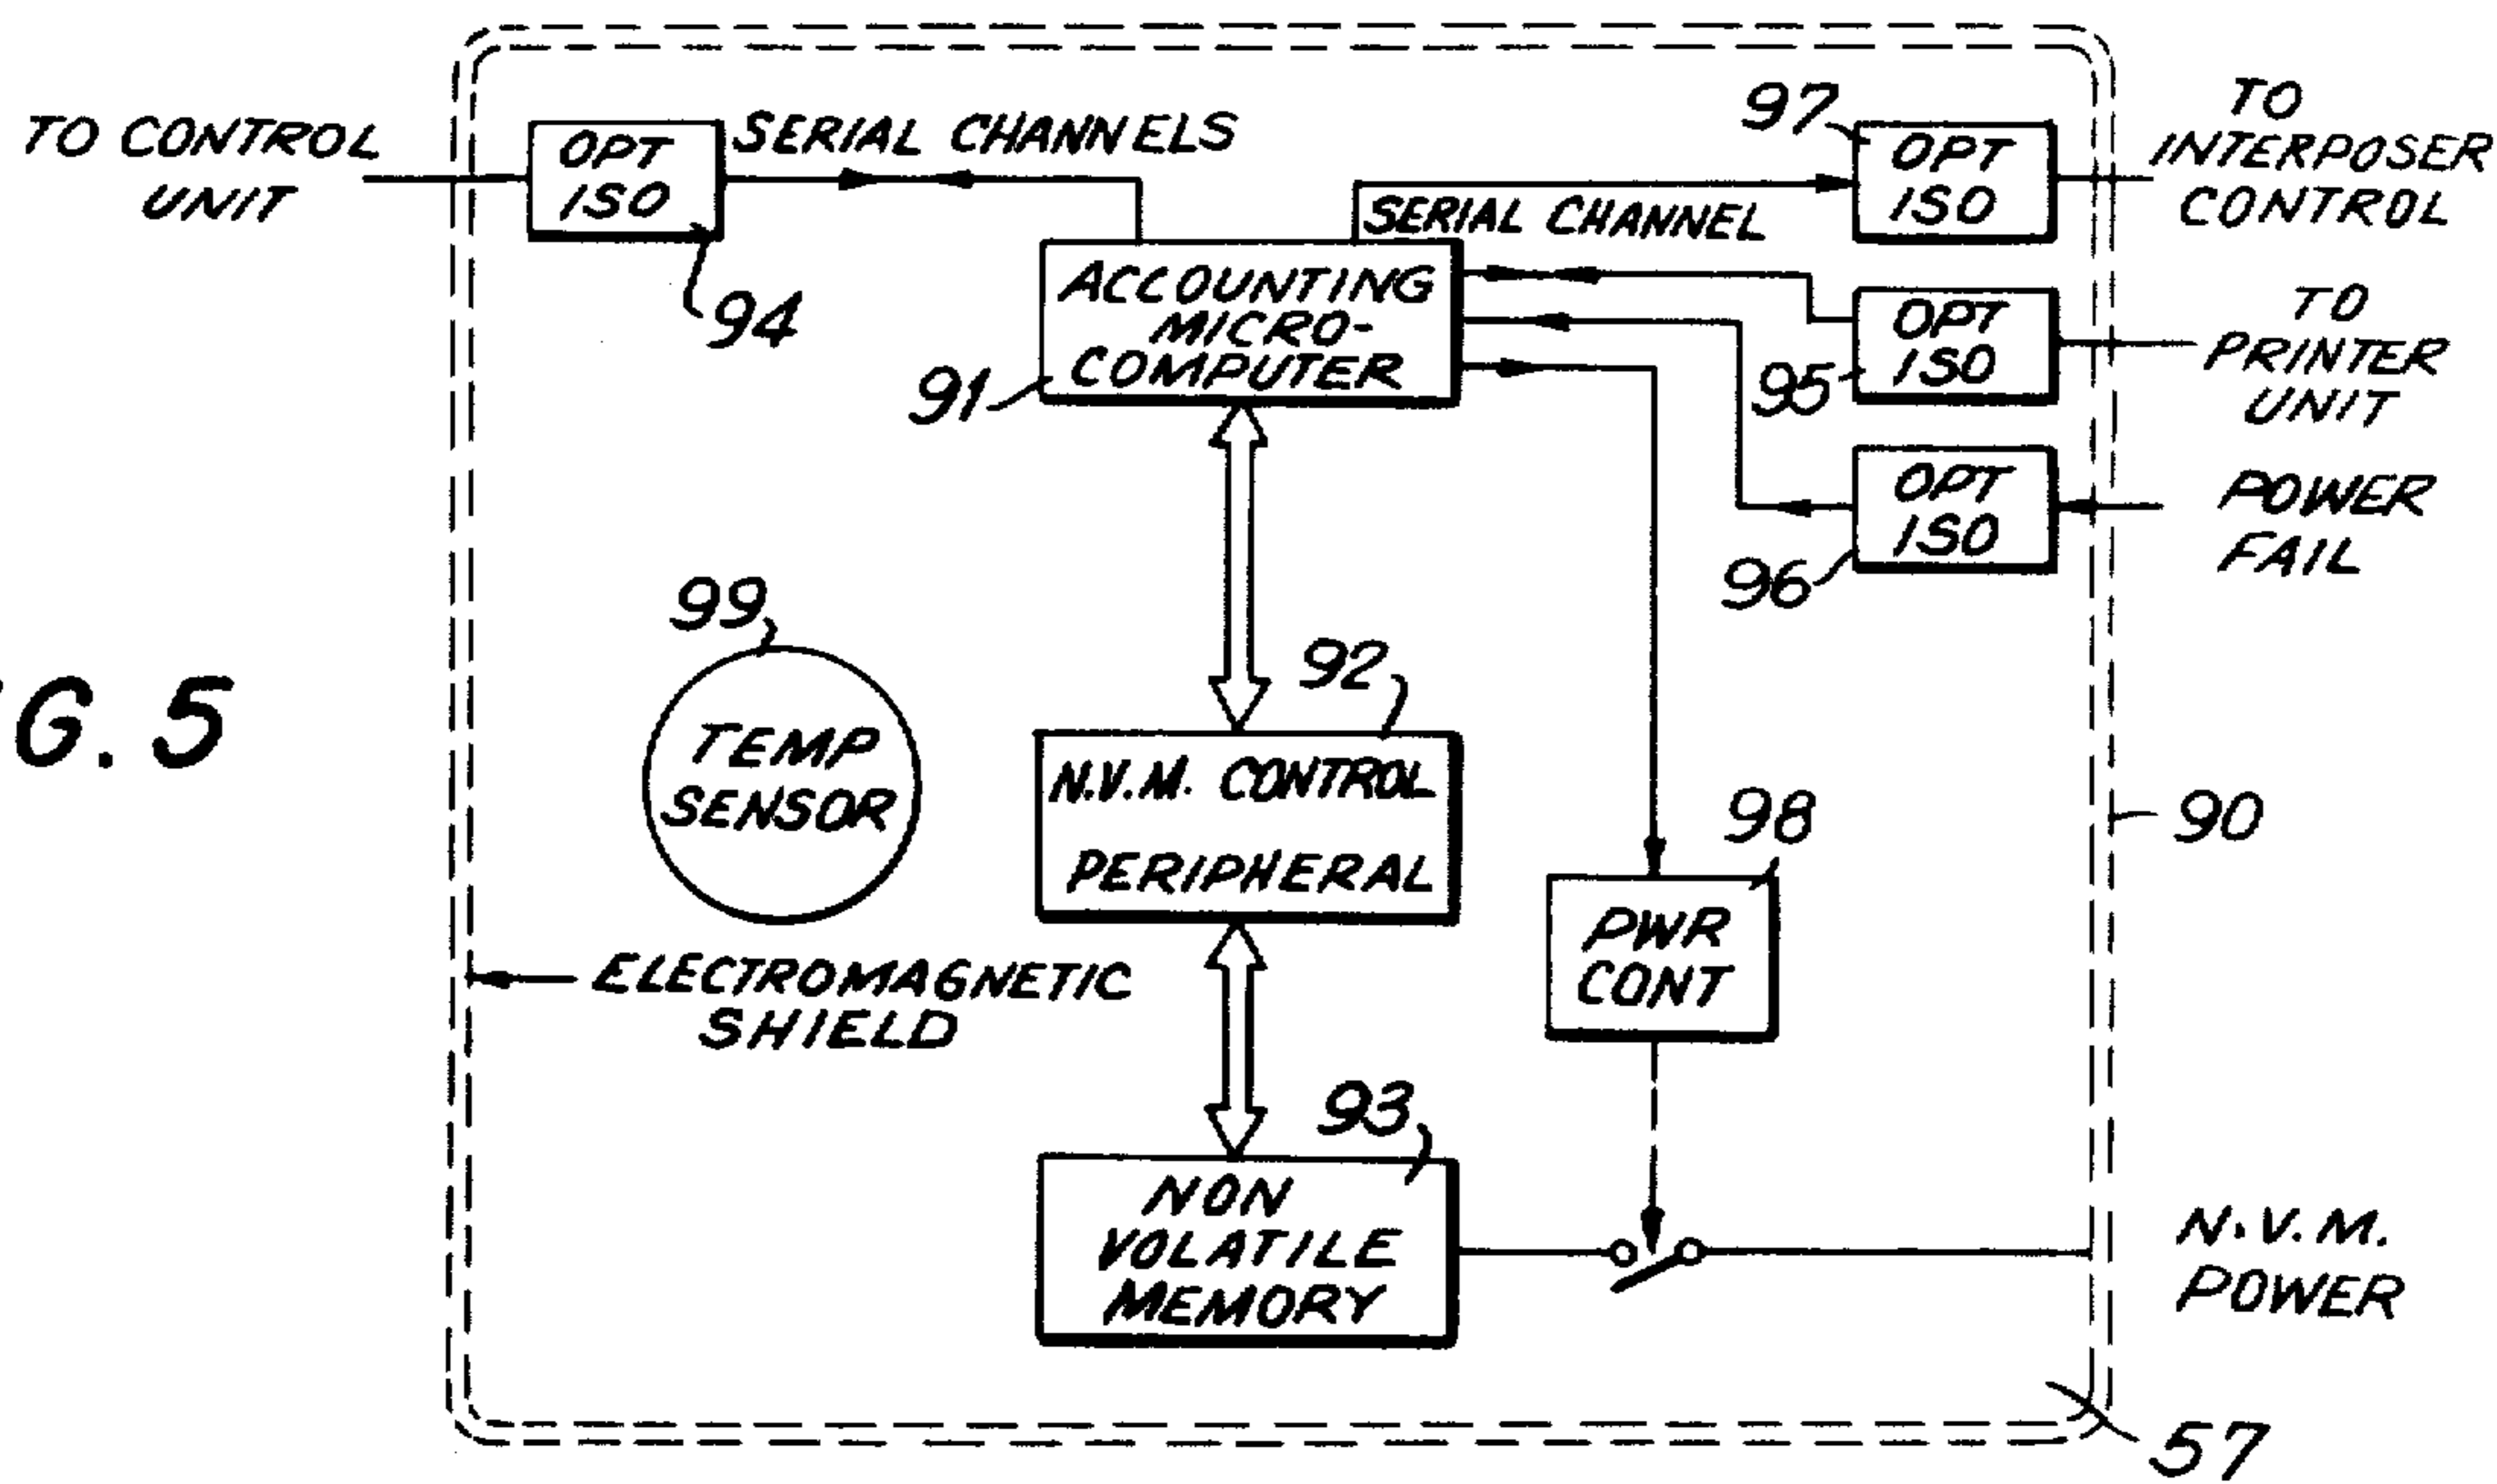 TO CONTROL
UNIT
OPT
ISO
94
SERIAL CHANNELS
SERIAL CHANNEL
97
OPT
ISO
TO
INTERPOSER
CONTROL
ACCOUNTING
MICRO-
COMPUTER
91
95
OPT
ISO
TO
PRINTER
UNIT
96
OPT
ISO
POWER
FAIL
99
TEMP
SENSOR
92
N.V.M. CONTROL
PERIPHERAL
98
PWR
CONT
90
G. 5
ELECTROMAGNETIC
SHIELD
93
NON
VOLATILE
MEMORY
N.V.M.
POWER
57